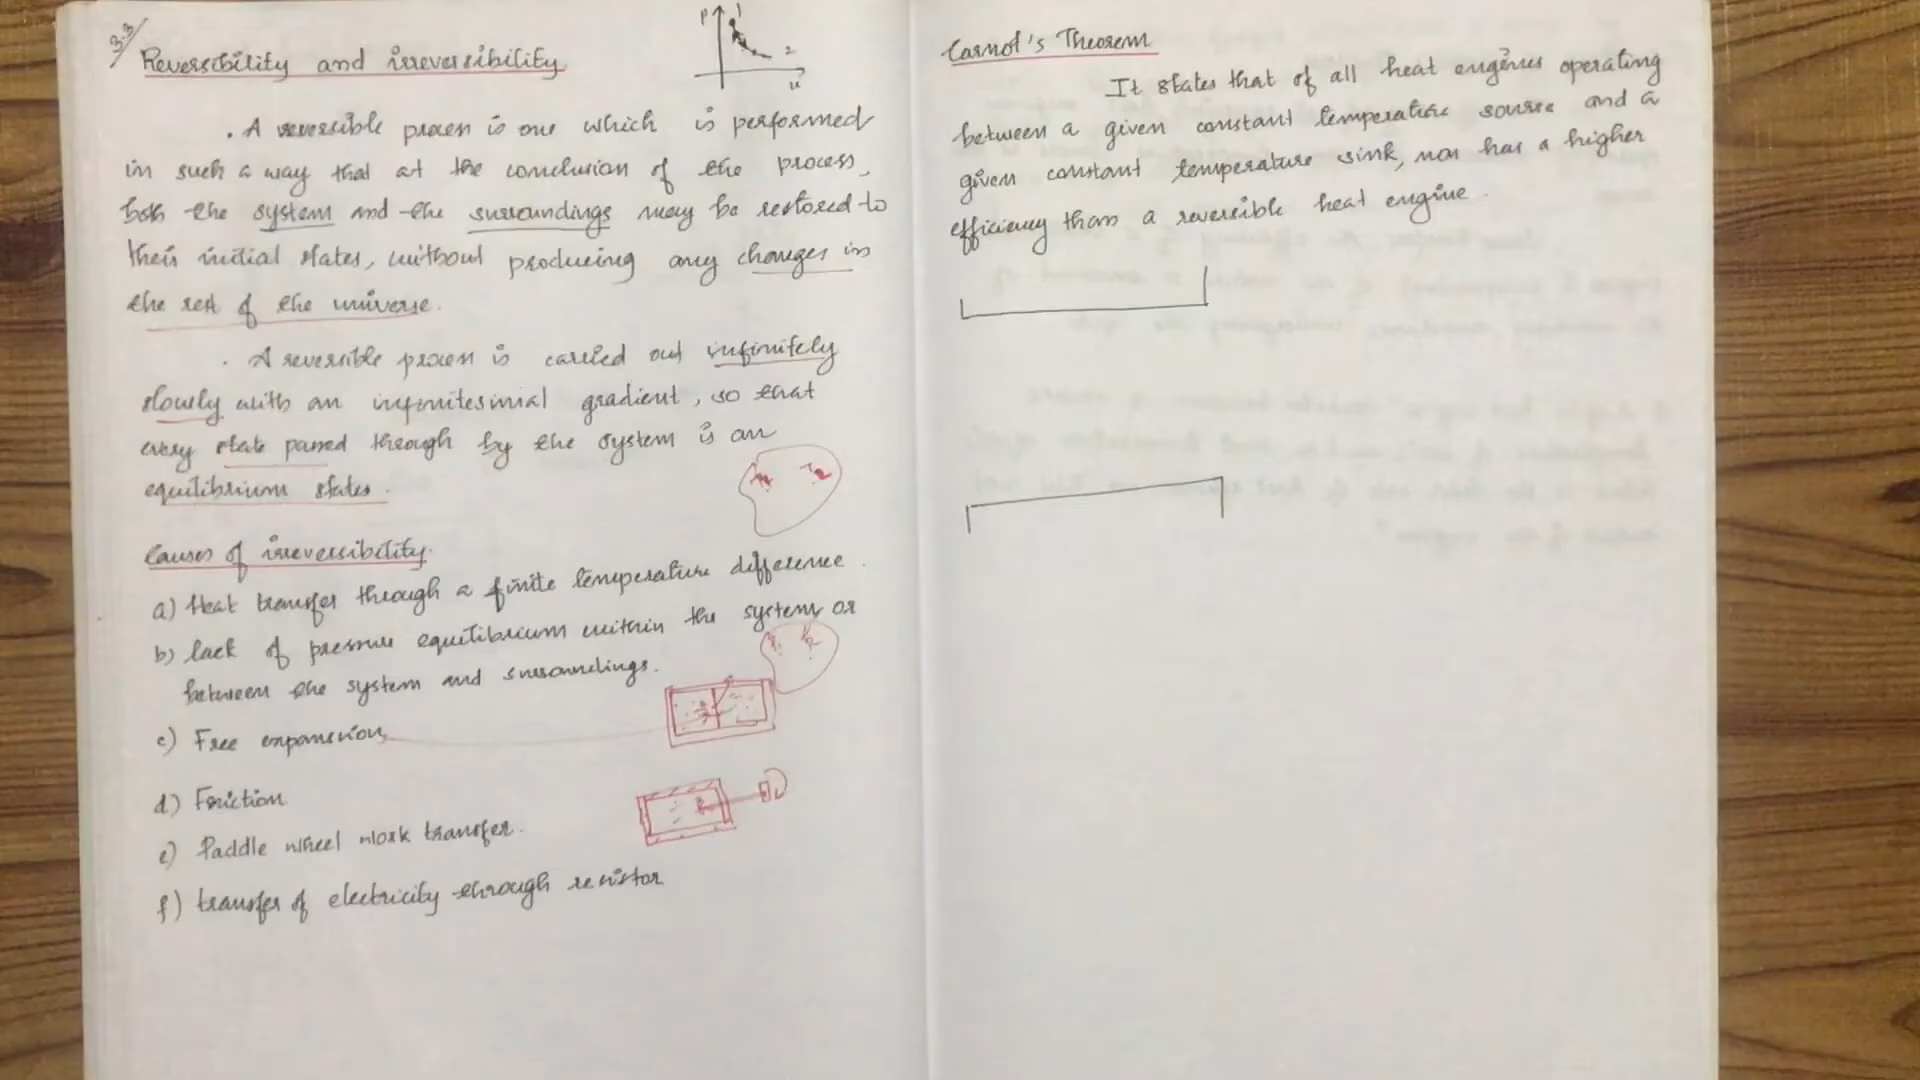 3.3
Reversibility and irreversibility
P
1
2
v
. A reversible process is one which is performed
in such a way that at the conclusion of the process,
both the system and the surroundings may be restored to
their initial states, without producing any changes in
the rest of the universe.
. A reversible process is carried out infinitely
slowly with an infinitesimal gradient, so that
every state passed through by the system is an
equilibrium states.
Causes of irreversibility.
a) Heat transfer through a finite temperature difference.
b) lack of pressure equilibrium within the system or
between the system and surroundings.
c) Free expansion
d) Friction
e) Paddle wheel work transfer.
f) transfer of electricity through resistor
Carnot's Theorem
It states that of all heat engines operating
between a given constant temperature source and a
given constant temperature sink, non has a higher
efficiency than a reversible heat engine.